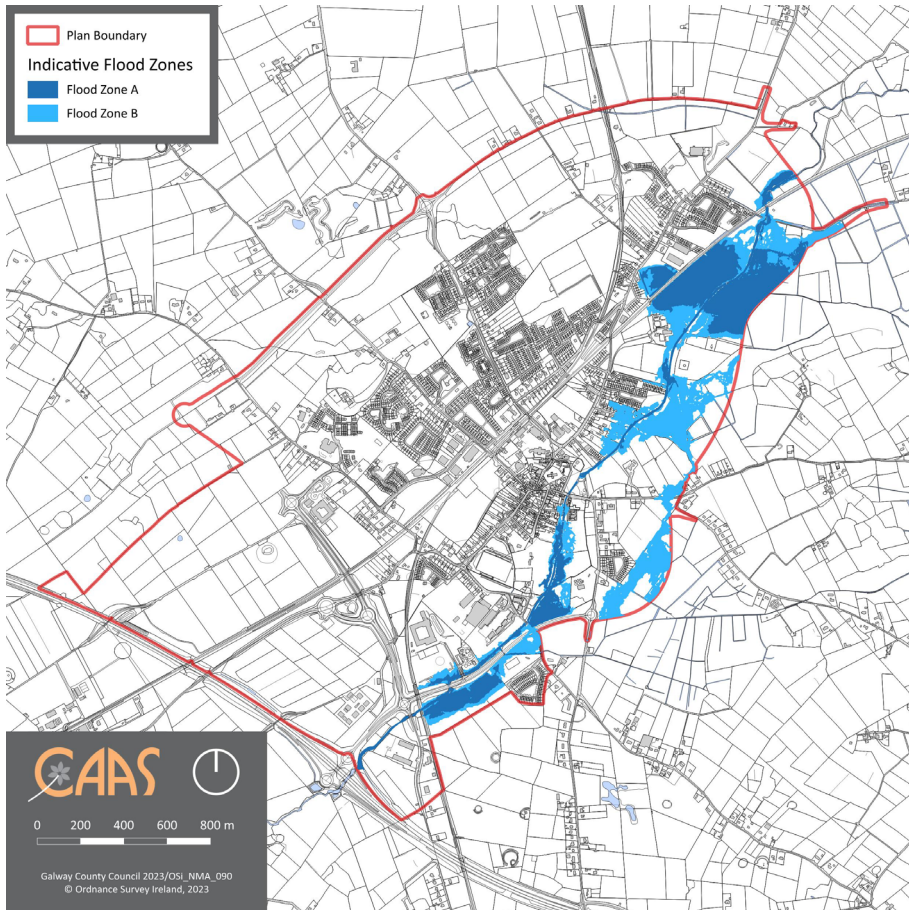 Plan Boundary
Indicative Flood Zones
Flood Zone A
Flood Zone B
CAAS
0 200 400 600 800 m
Galway County Council 2023/OSi_NMA_090
© Ordnance Survey Ireland, 2023